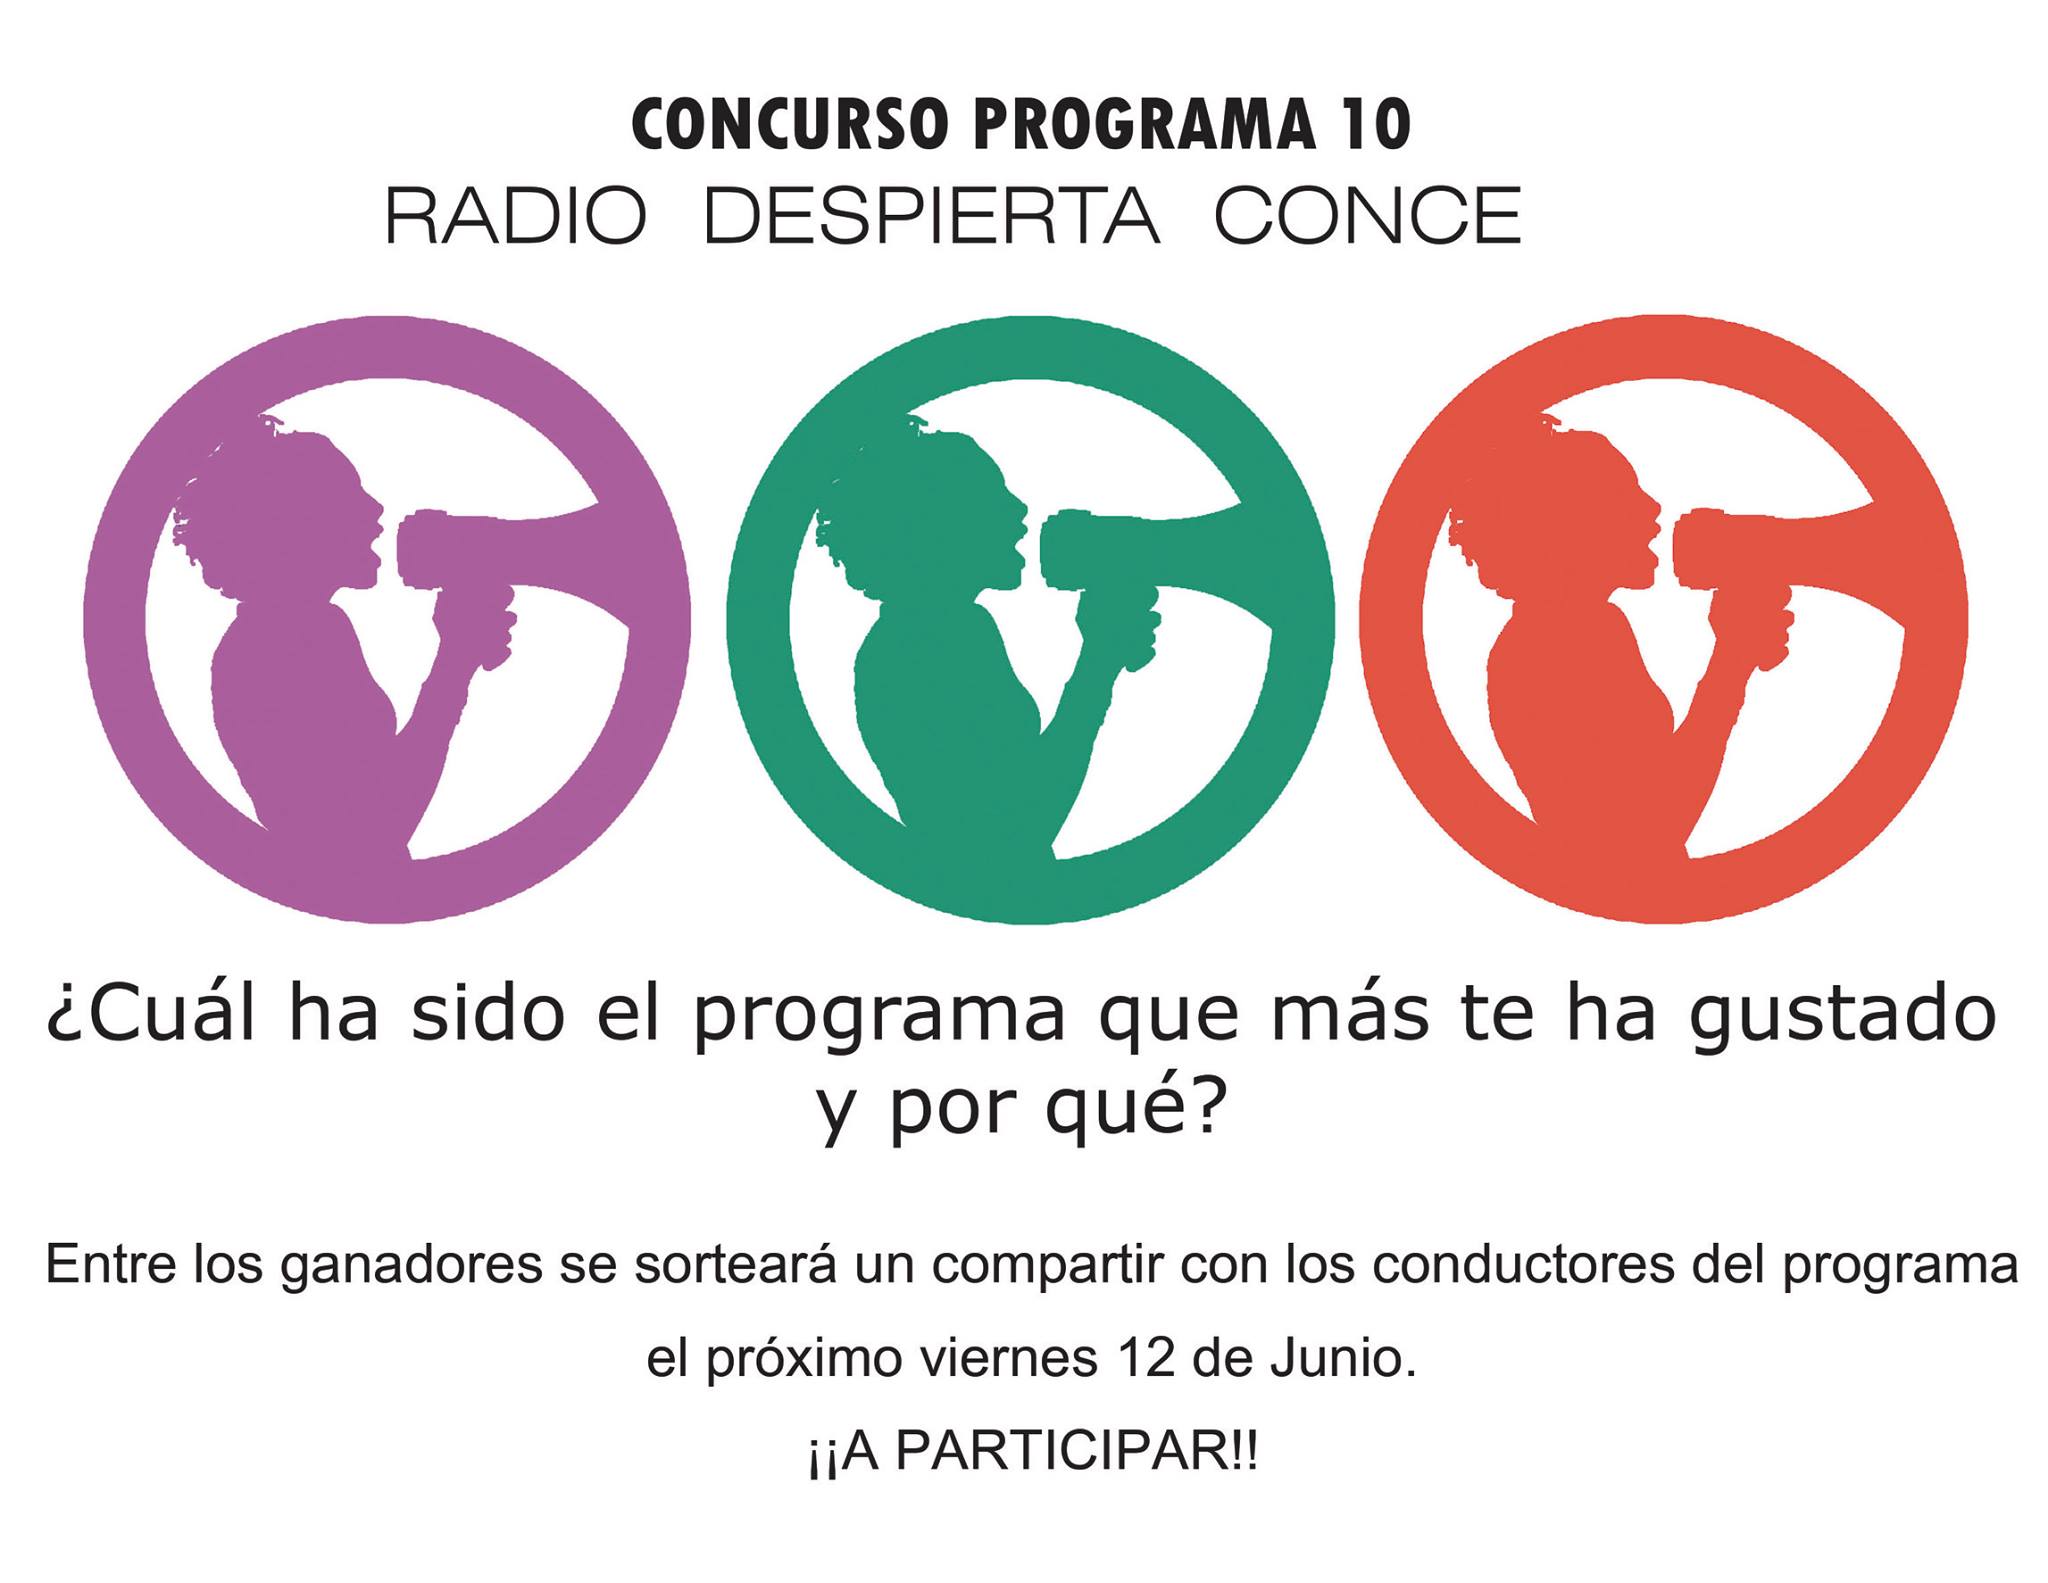 CONCURSO PROGRAMA 10
RADIO DESPIERTA CONCE
¿Cuál ha sido el programa que más te ha gustado
y por qué?
Entre los ganadores se sorteará un compartir con los conductores del programa
el próximo viernes 12 de Junio.
¡¡A PARTICIPAR!!